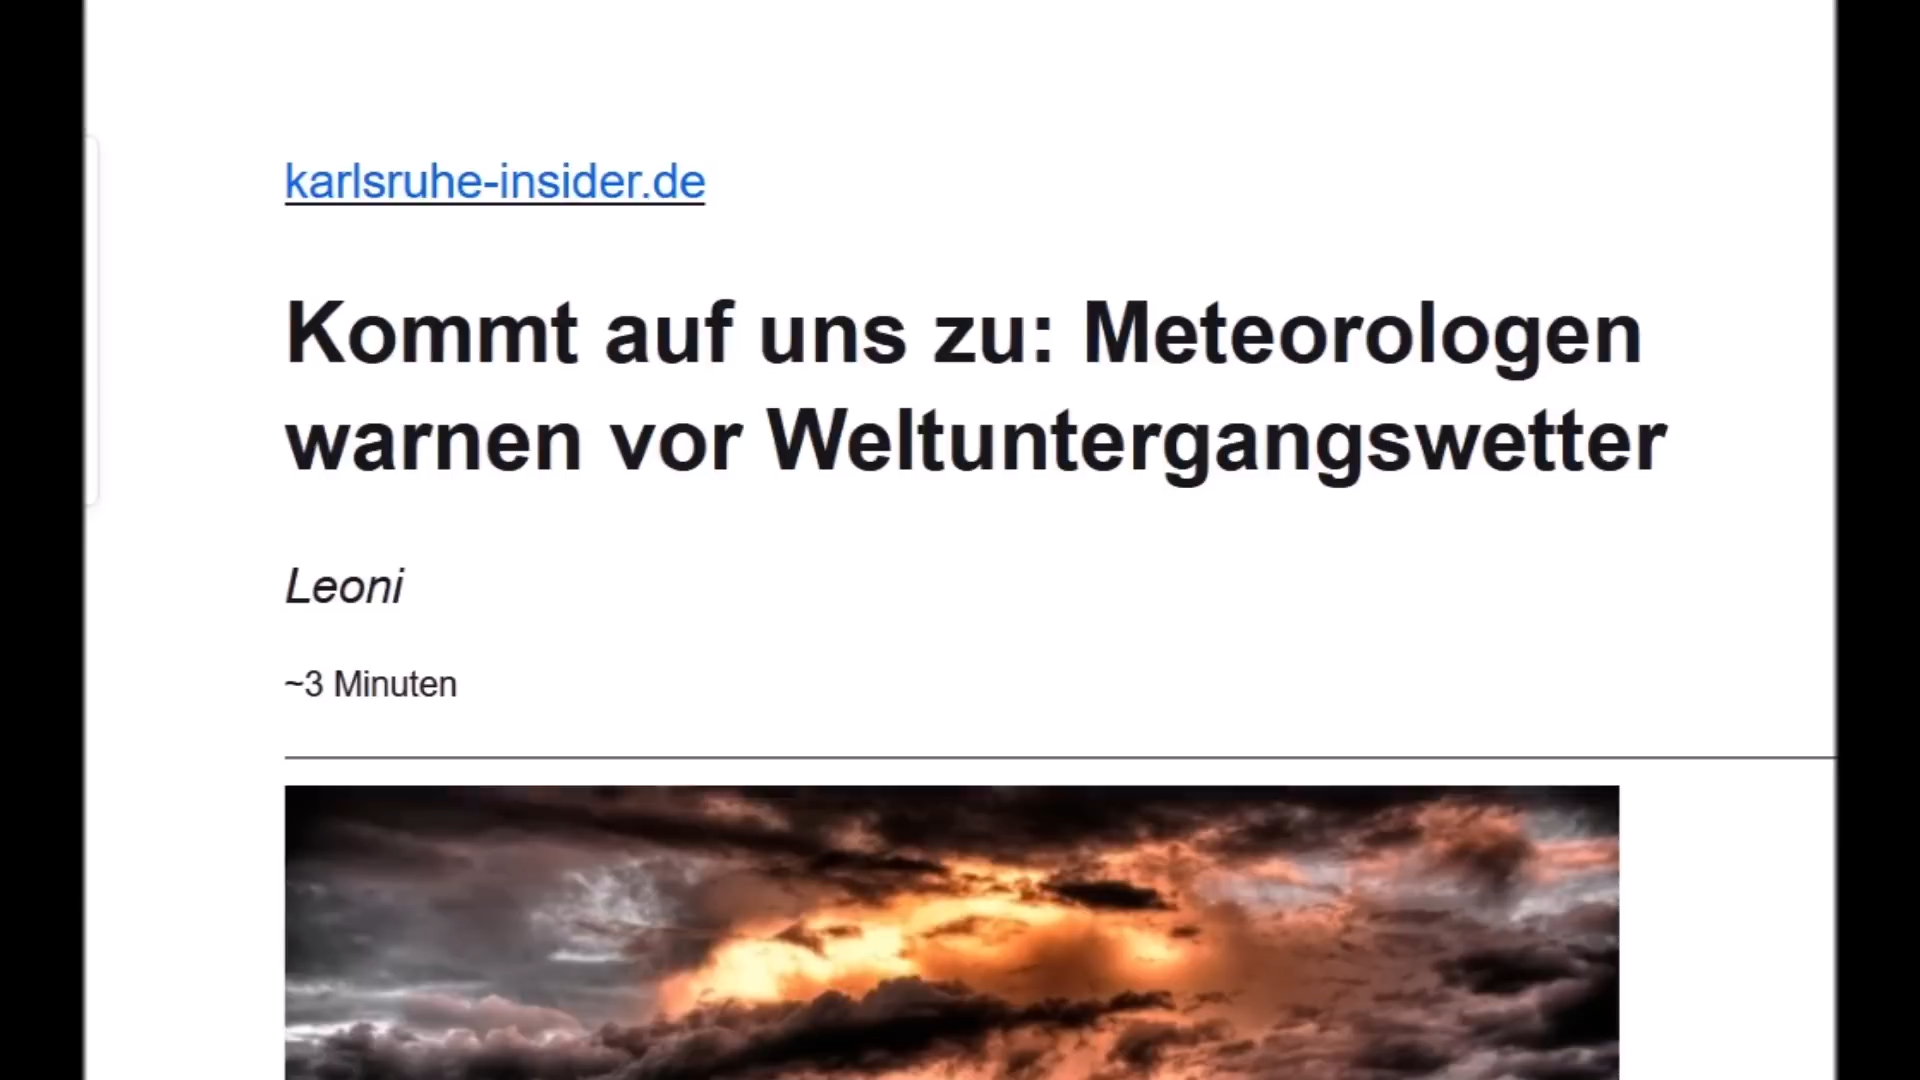 karlsruhe-insider.de
Kommt auf uns zu: Meteorologen
warnen vor Weltuntergangswetter
Leoni
~3 Minuten